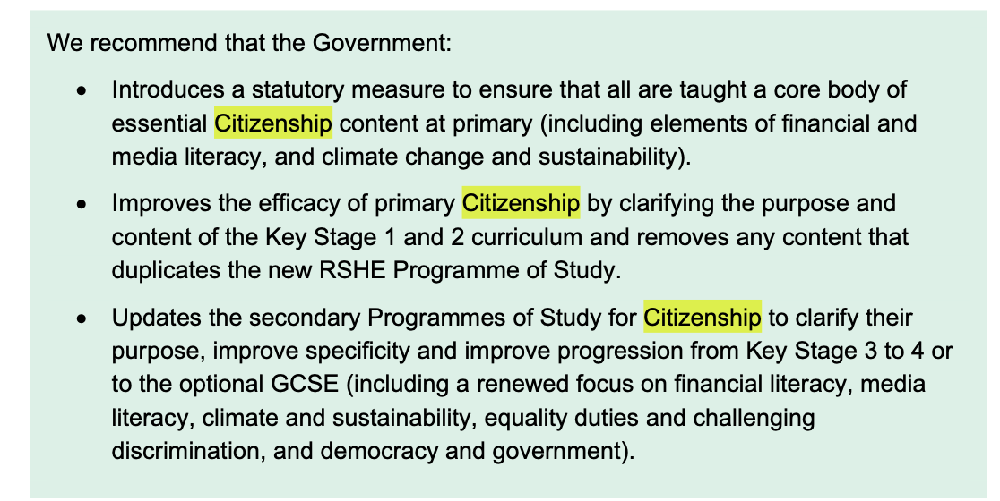 We recommend that the Government:
• Introduces a statutory measure to ensure that all are taught a core body of
essential Citizenship content at primary (including elements of financial and
media literacy, and climate change and sustainability).
• Improves the efficacy of primary Citizenship by clarifying the purpose and
content of the Key Stage 1 and 2 curriculum and removes any content that
duplicates the new RSHE Programme of Study.
• Updates the secondary Programmes of Study for Citizenship to clarify their
purpose, improve specificity and improve progression from Key Stage 3 to 4 or
to the optional GCSE (including a renewed focus on financial literacy, media
literacy, climate and sustainability, equality duties and challenging
discrimination, and democracy and government).